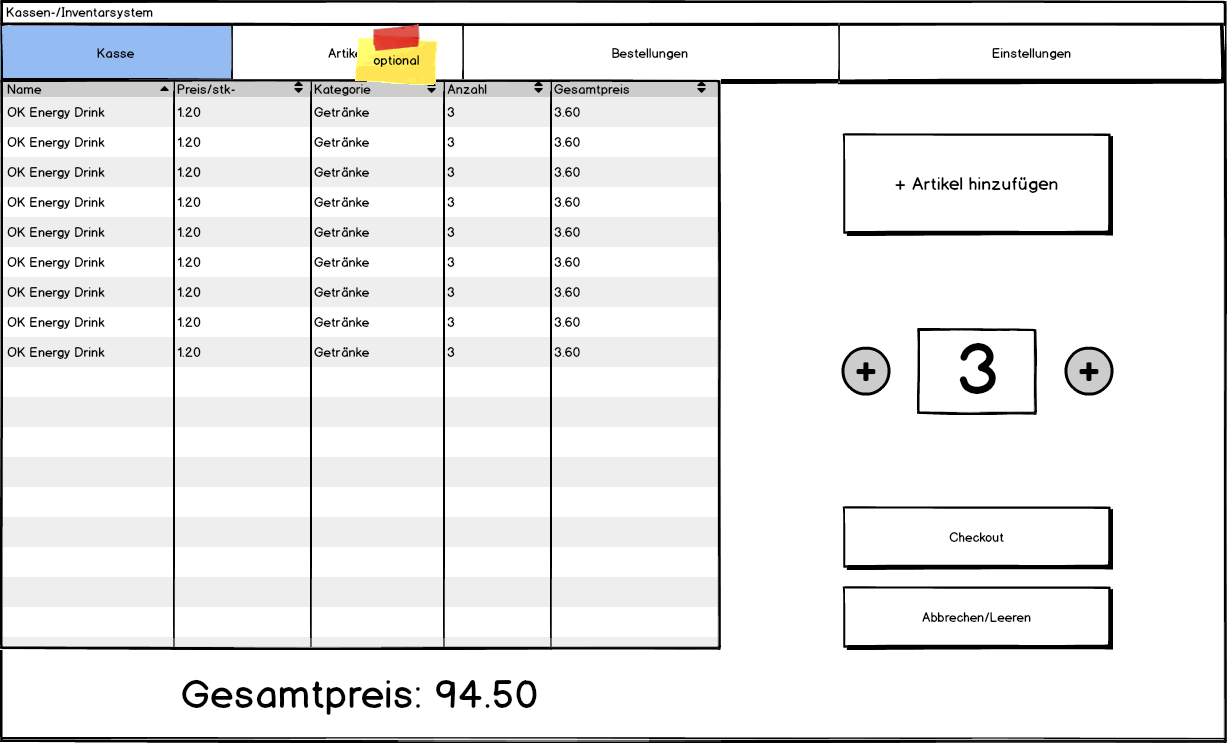 Kassen-/Inventarsystem
Kasse Artike optional Bestellungen Einstellungen
Name Preis/stk- Kategorie Anzahl Gesamtpreis
OK Energy Drink 1.20 Getränke 3 3.60
OK Energy Drink 1.20 Getränke 3 3.60
OK Energy Drink 1.20 Getränke 3 3.60
OK Energy Drink 1.20 Getränke 3 3.60
OK Energy Drink 1.20 Getränke 3 3.60
OK Energy Drink 1.20 Getränke 3 3.60
OK Energy Drink 1.20 Getränke 3 3.60
OK Energy Drink 1.20 Getränke 3 3.60
OK Energy Drink 1.20 Getränke 3 3.60
+ Artikel hinzufügen
+ 3 +
Checkout
Abbrechen/Leeren
Gesamtpreis: 94.50